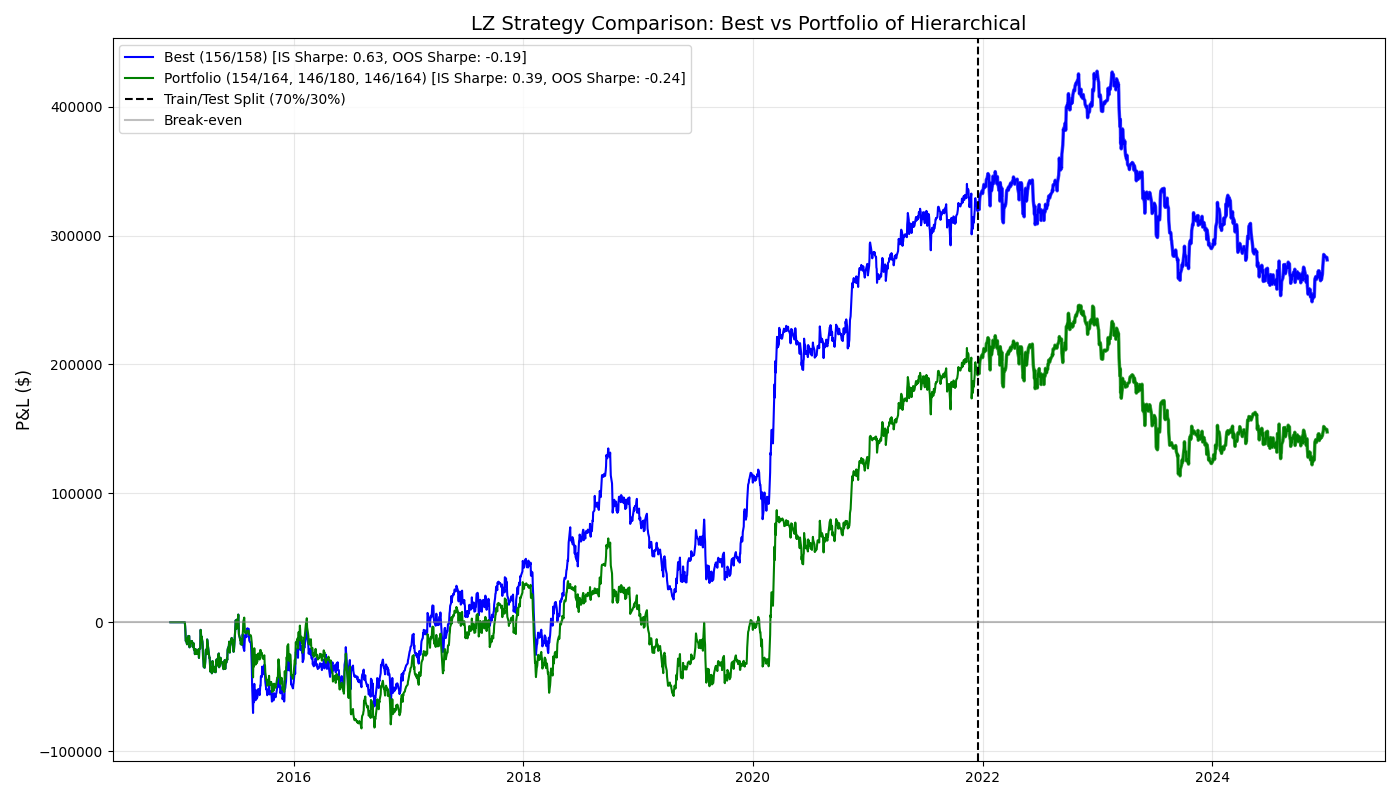 LZ Strategy Comparison: Best vs Portfolio of Hierarchical
Best (156/158) [IS Sharpe: 0.63, OOS Sharpe: -0.19]
Portfolio (154/164, 146/180, 146/164) [IS Sharpe: 0.39, OOS Sharpe: -0.24]
Train/Test Split (70%/30%)
Break-even
P&L ($)
400000
300000
200000
100000
0
−100000
2016 2018 2020 2022 2024